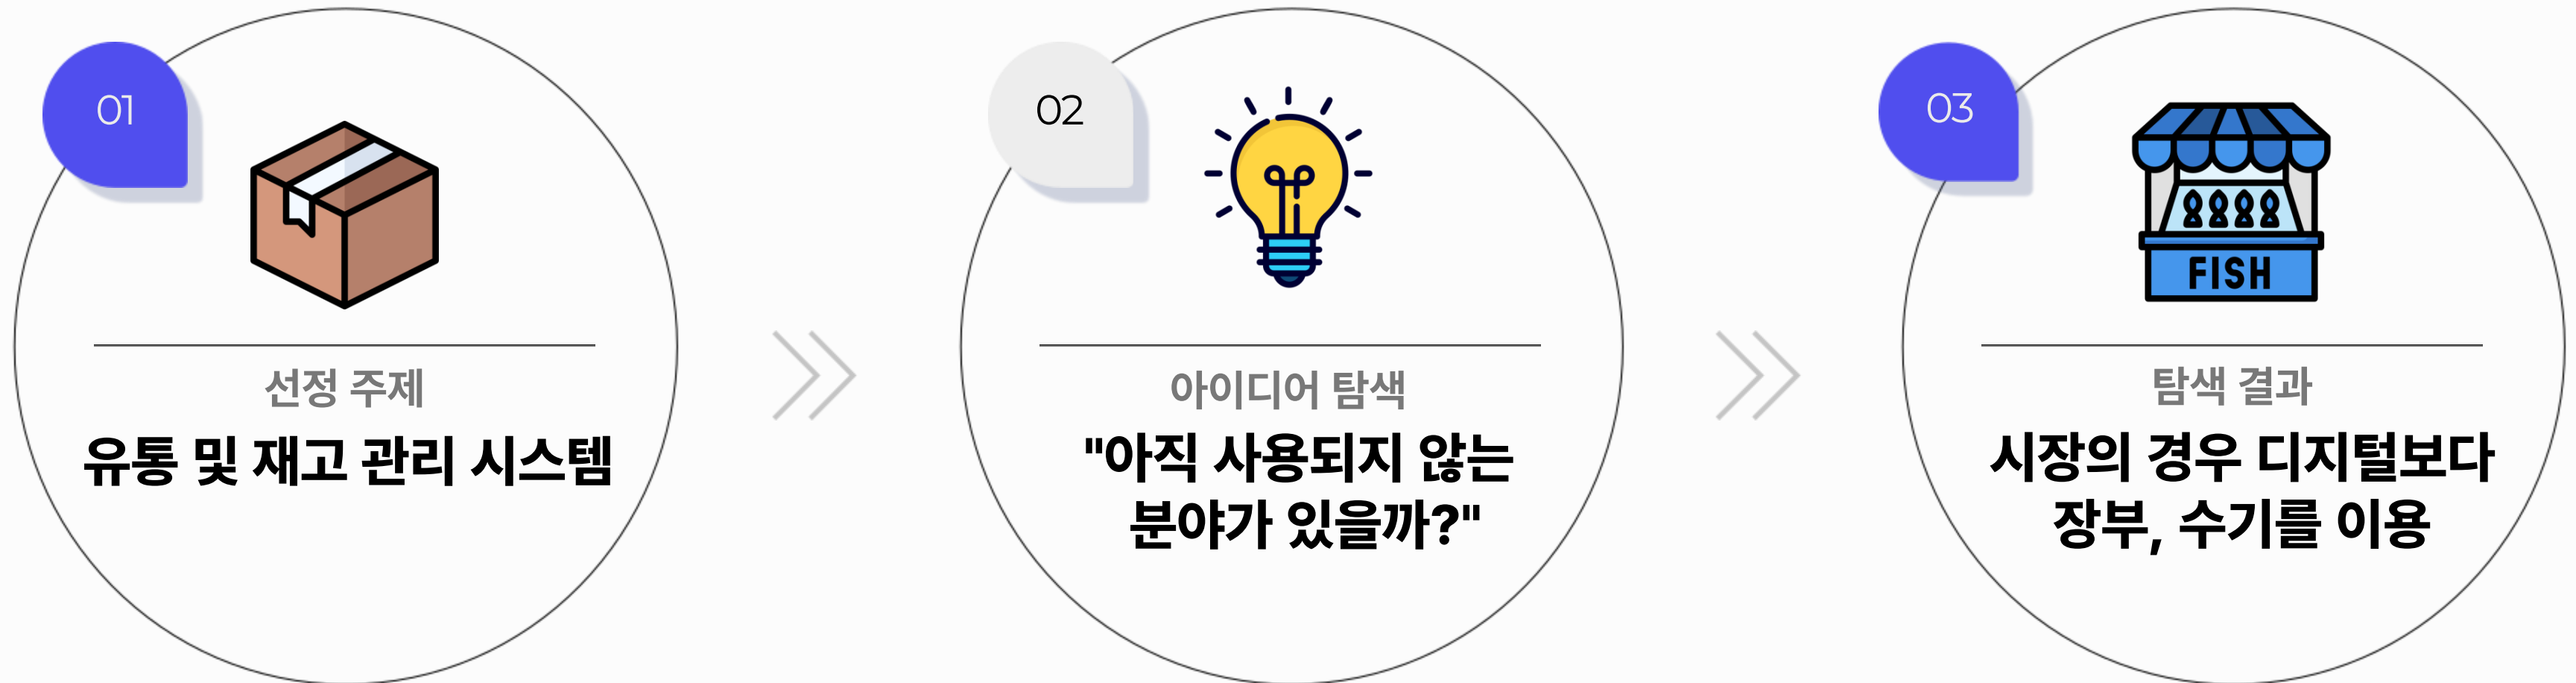 01
선정 주제
유통 및 재고 관리 시스템
02
아이디어 탐색
"아직 사용되지 않는
분야가 있을까?"
03
FISH
탐색 결과
시장의 경우 디지털보다
장부, 수기를 이용